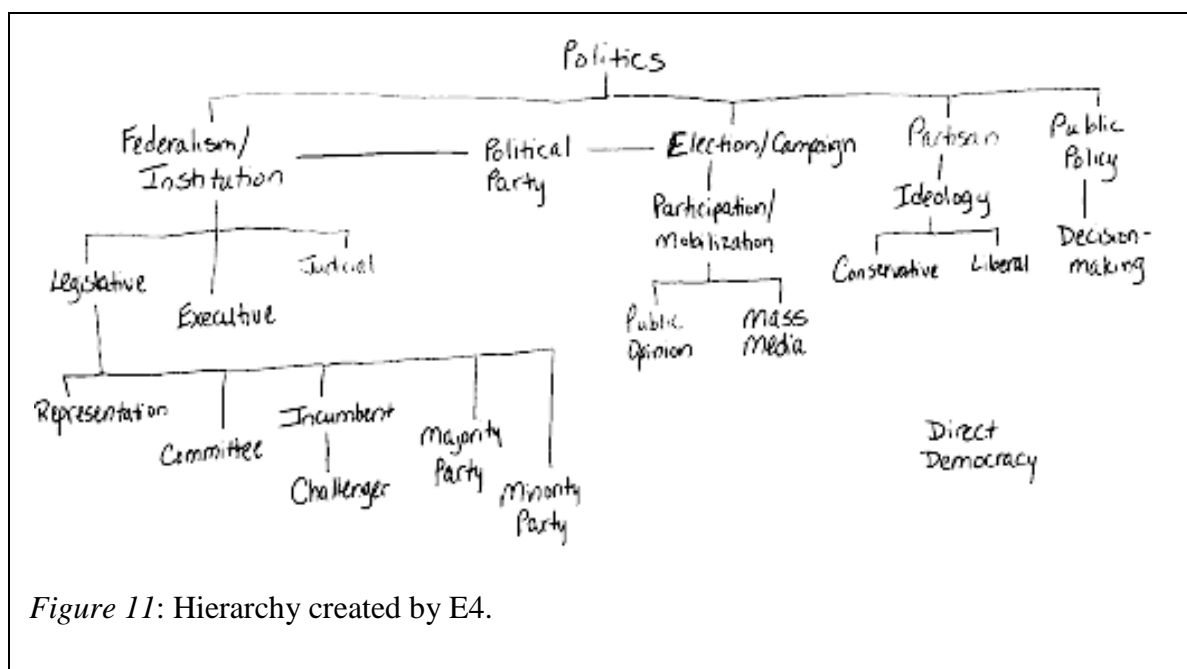 Politics
Federalism/
Institution
Political
Party
Election/Campaign
Partisan
Public
Policy
Participation/
Mobilization
Ideology
Decision-
making
Legislative
Executive
Judicial
Conservative
Liberal
Public
Opinion
Mass
Media
Representation
Committee
Incumbent
Challenger
Majority
Party
Minority
Party
Direct
Democracy
Figure 11: Hierarchy created by E4.